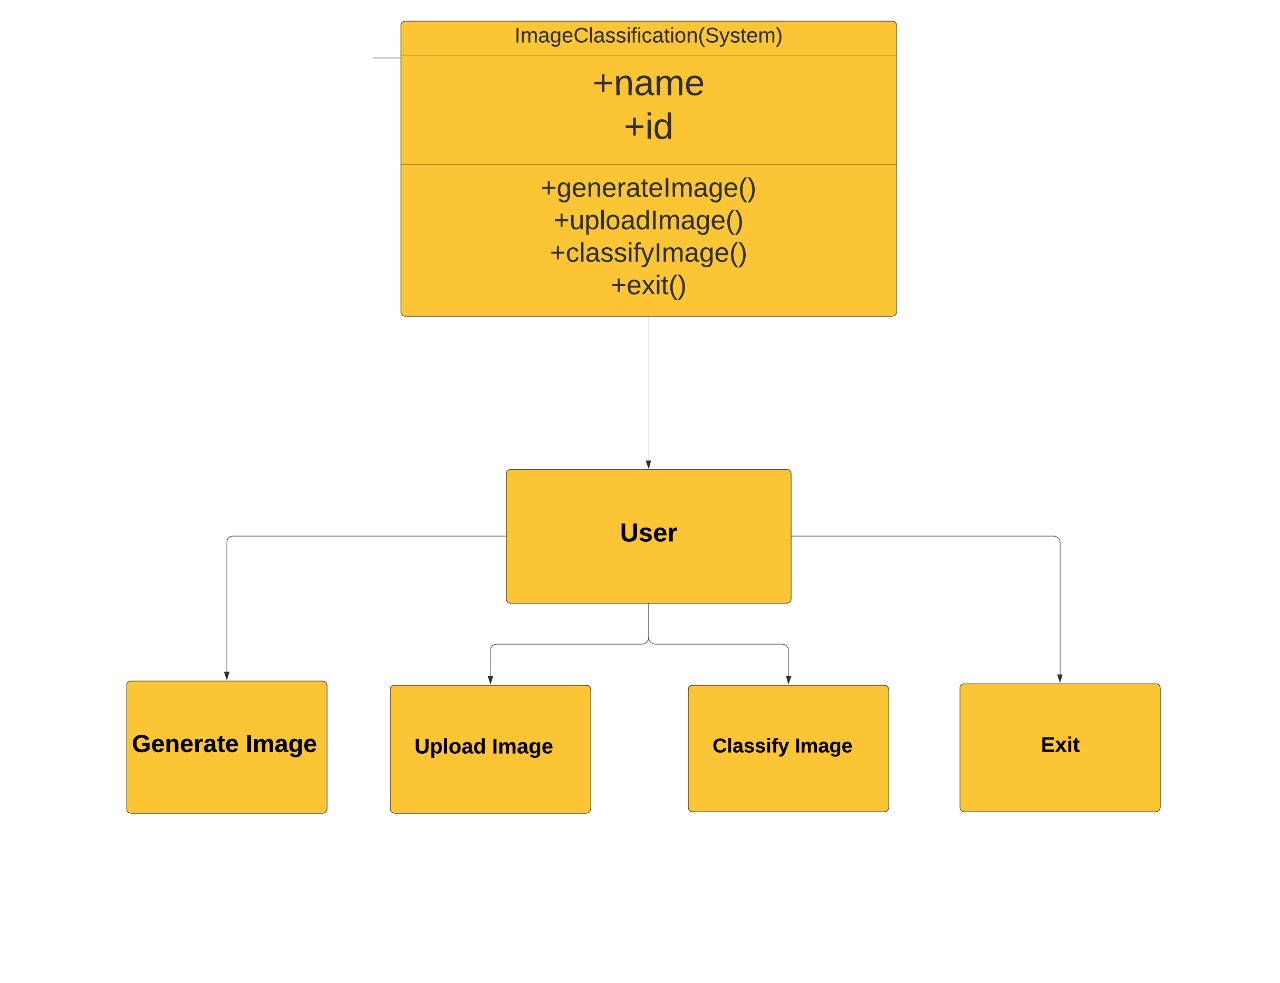 ImageClassification(System)
+name
+id
+generateImage()
+uploadImage()
+classifyImage()
+exit()
User
Generate Image
Upload Image
Classify Image
Exit